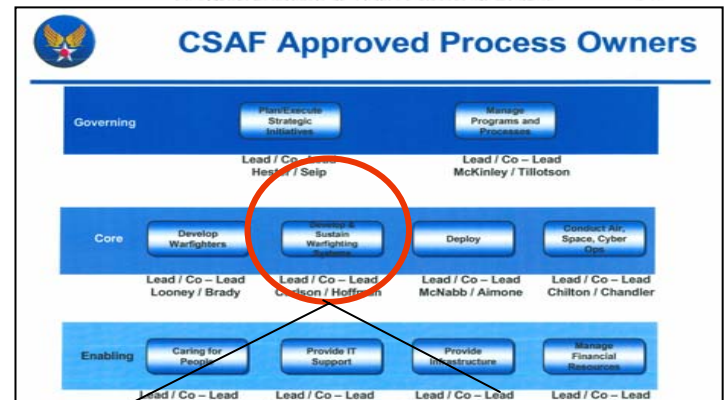 CSAF Approved Process Owners
Governing
Plan/Execute
Strategic
Initiatives
Manage
Programs and
Processes
Lead / Co – Lead
Hester / Seip
Lead / Co – Lead
McKinley / Tillotson
Core
Develop
Warfighters
Develop &
Sustain
Warfighting
Systems
Deploy
Conduct Air,
Space, Cyber
Ops
Lead / Co – Lead
Looney / Brady
Lead / Co – Lead
Carlson / Hoffman
Lead / Co – Lead
McNabb / Aimone
Lead / Co – Lead
Chilton / Chandler
Enabling
Caring for
People
Provide IT
Support
Provide
Infrastructure
Manage
Financial
Resources
Lead / Co – Lead
Lead / Co – Lead
Lead / Co – Lead
Lead / Co – Lead